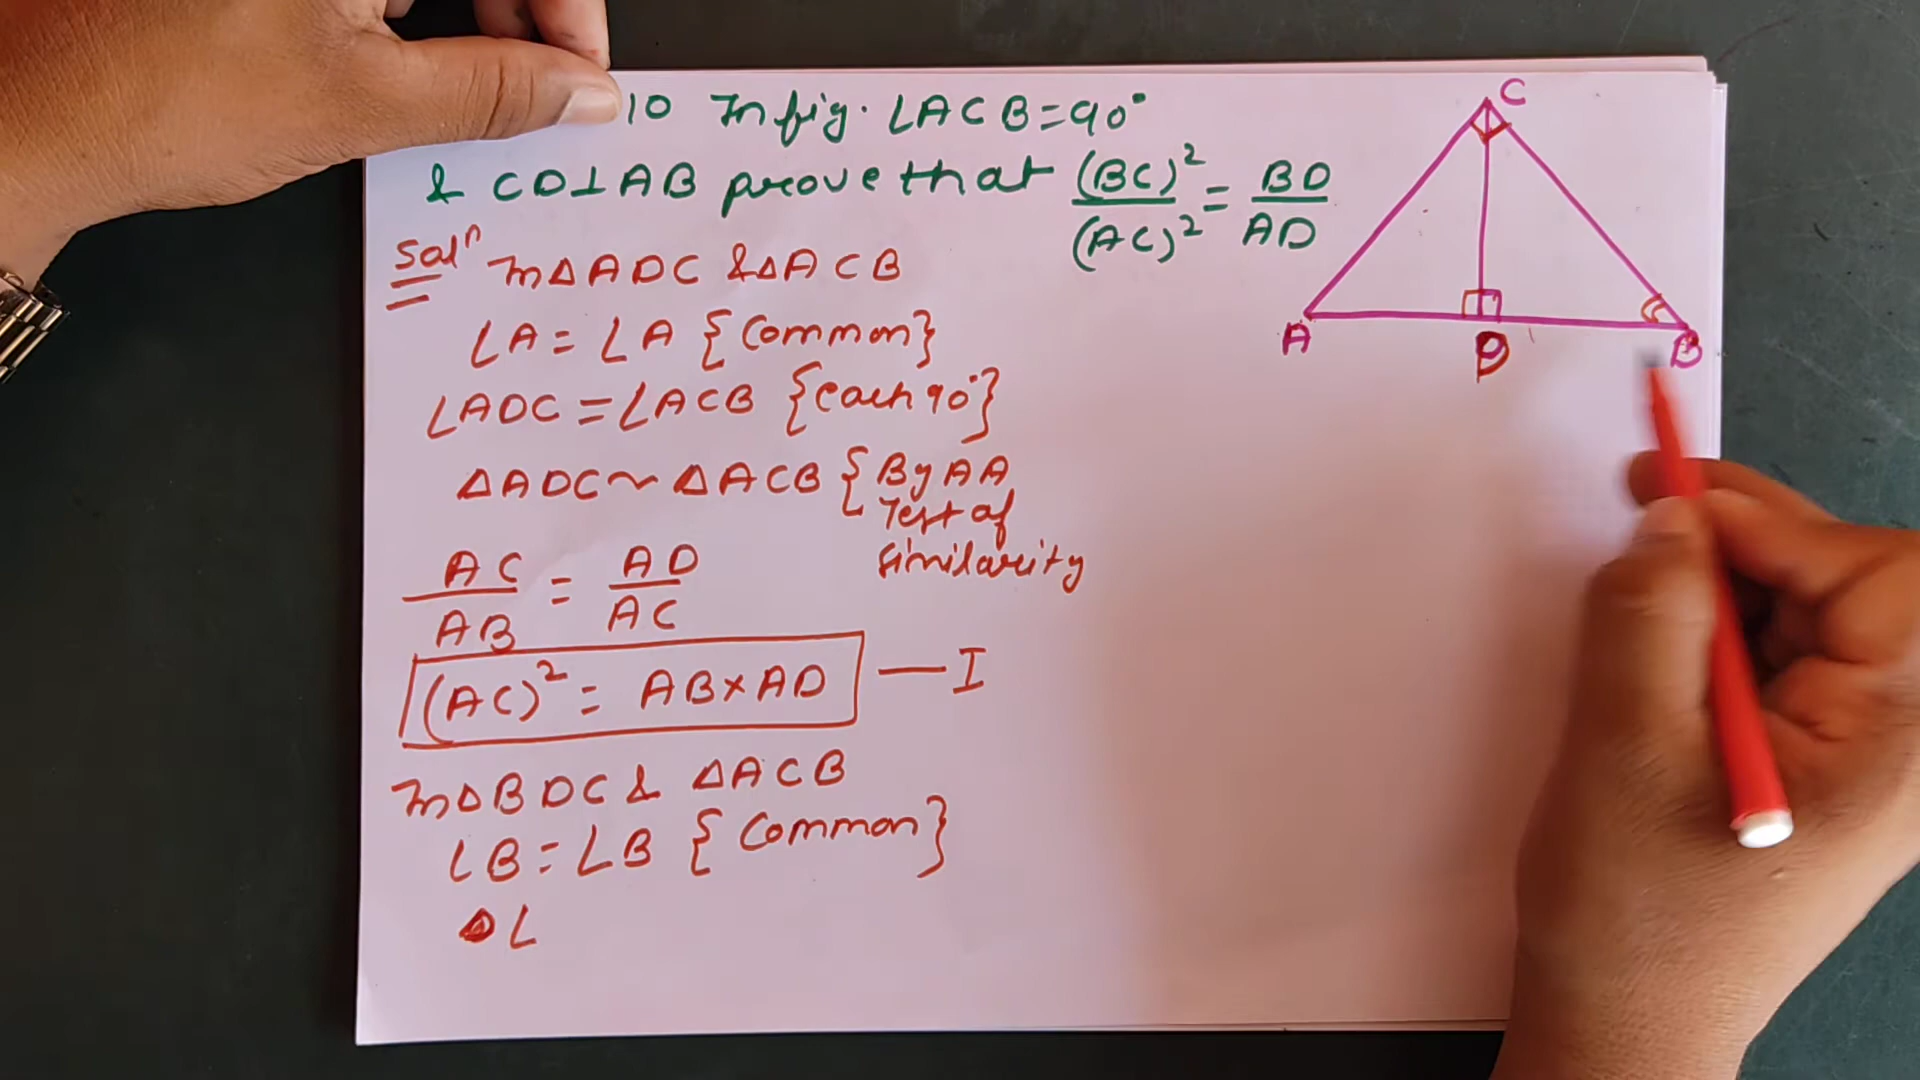 10 In fig. ∠ACB=90°
& CD⊥AB prove that (BC)²/(AC)² = BD/AD
Solⁿ In △ADC & △ACB
∠A = ∠A {Common}
∠ADC = ∠ACB {each 90°}
△ADC ~ △ACB {By AA
Test of
Similarity
AC/AB = AD/AC
(AC)² = AB×AD — I
In △BDC & △ACB
∠B = ∠B {Common}
∠
C
A
D
B